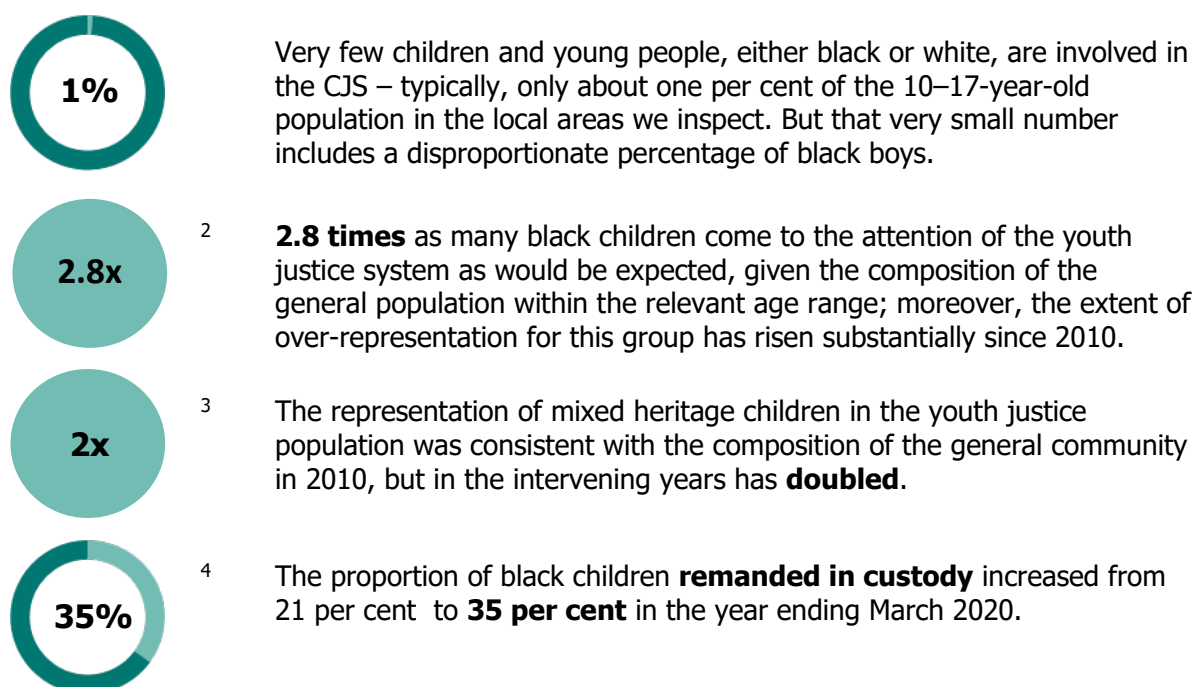 1%
Very few children and young people, either black or white, are involved in
the CJS – typically, only about one per cent of the 10–17-year-old
population in the local areas we inspect. But that very small number
includes a disproportionate percentage of black boys.
2.8x
2
2.8 times as many black children come to the attention of the youth
justice system as would be expected, given the composition of the
general population within the relevant age range; moreover, the extent of
over-representation for this group has risen substantially since 2010.
2x
3
The representation of mixed heritage children in the youth justice
population was consistent with the composition of the general community
in 2010, but in the intervening years has doubled.
35%
4
The proportion of black children remanded in custody increased from
21 per cent to 35 per cent in the year ending March 2020.